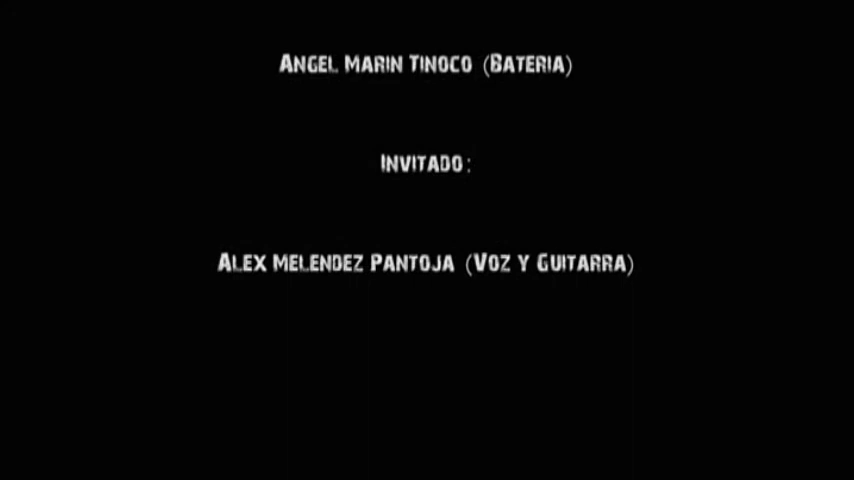 ANGEL MARIN TINOCO (BATERIA)
INVITADO:
ALEX MELENDEZ PANTOJA (VOZ Y GUITARRA)